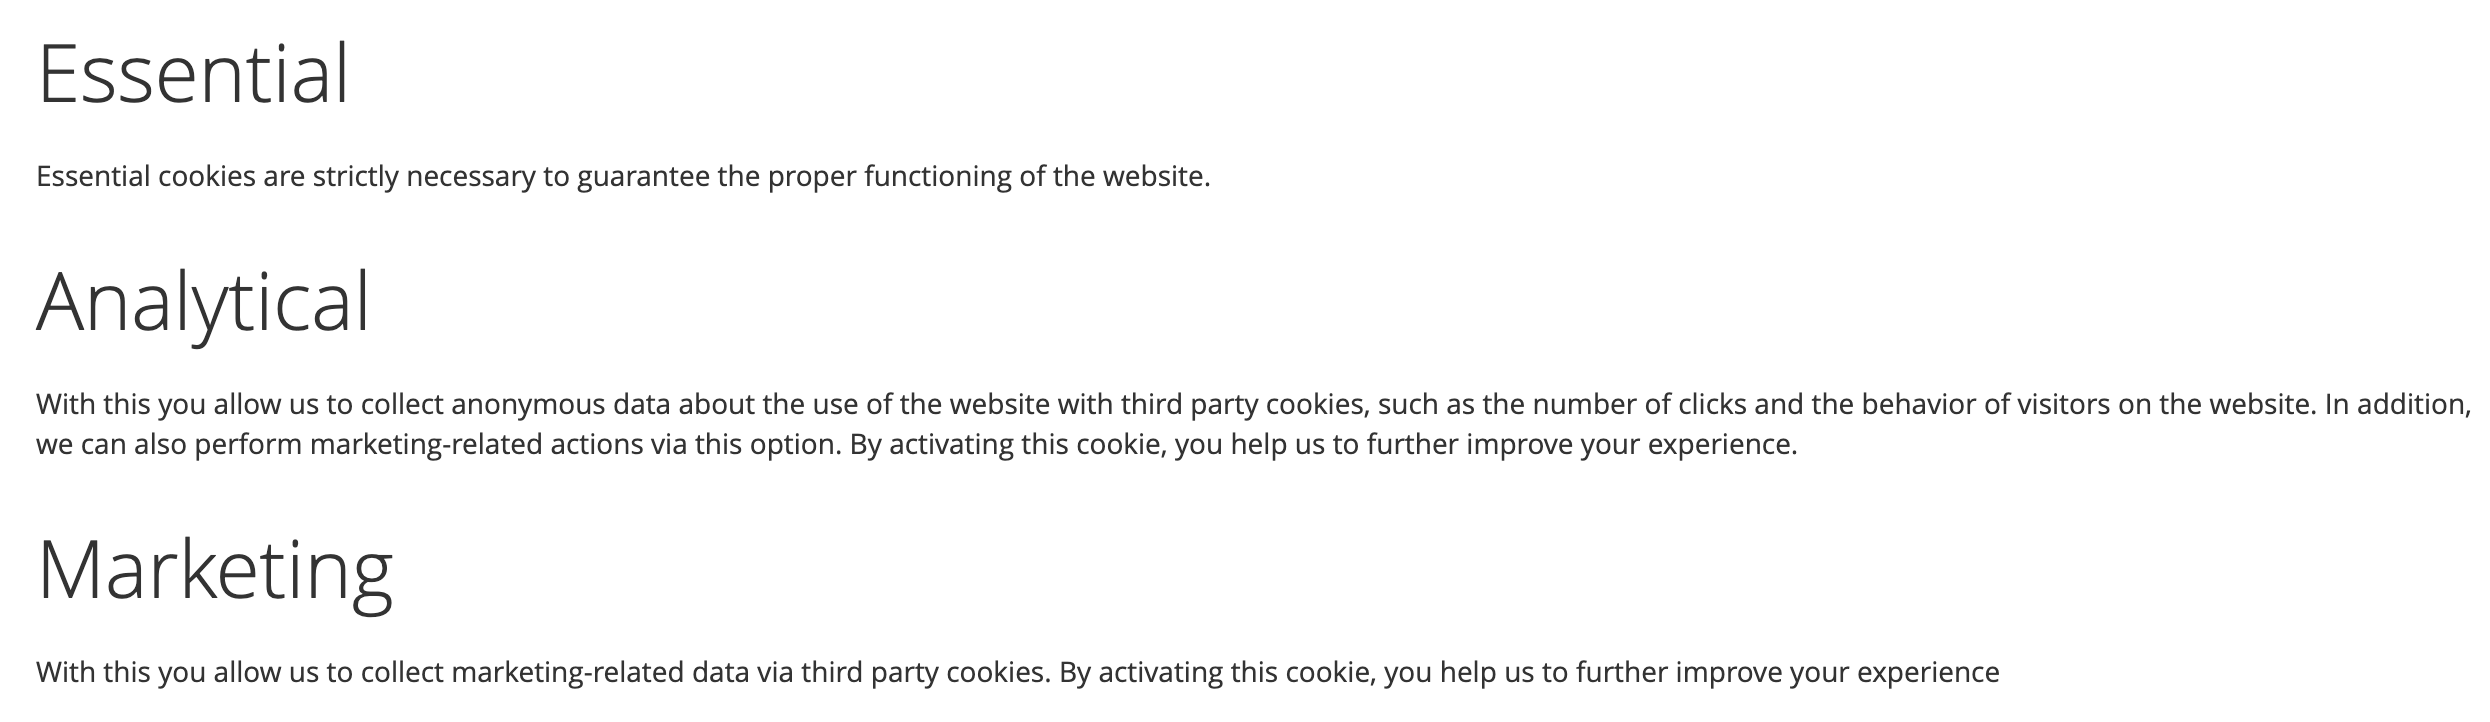 Essential
Essential cookies are strictly necessary to guarantee the proper functioning of the website.
Analytical
With this you allow us to collect anonymous data about the use of the website with third party cookies, such as the number of clicks and the behavior of visitors on the website. In addition,
we can also perform marketing-related actions via this option. By activating this cookie, you help us to further improve your experience.
Marketing
With this you allow us to collect marketing-related data via third party cookies. By activating this cookie, you help us to further improve your experience